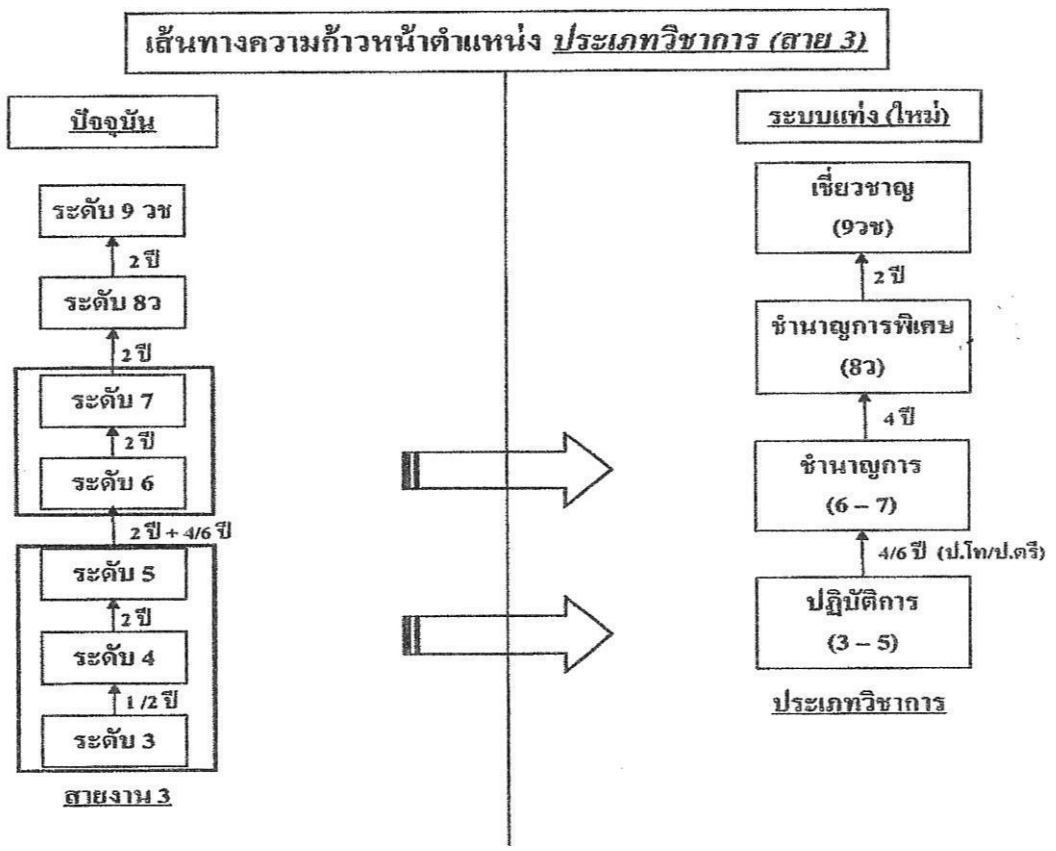 เส้นทางความก้าวหน้าตำแหน่ง ประเภทวิชาการ (สาย 3)
ปัจจุบัน
ระดับ 9 วช
2 ปี
ระดับ 8ว
2 ปี
ระดับ 7
2 ปี
ระดับ 6
2 ปี + 4/6 ปี
ระดับ 5
2 ปี
ระดับ 4
1 /2 ปี
ระดับ 3
สายงาน 3
ระบบแท่ง (ใหม่)
เชี่ยวชาญ
(9วช)
2 ปี
ชำนาญการพิเศษ
(8ว)
4 ปี
ชำนาญการ
(6 – 7)
4/6 ปี (ป.โท/ป.ตรี)
ปฏิบัติการ
(3 – 5)
ประเภทวิชาการ